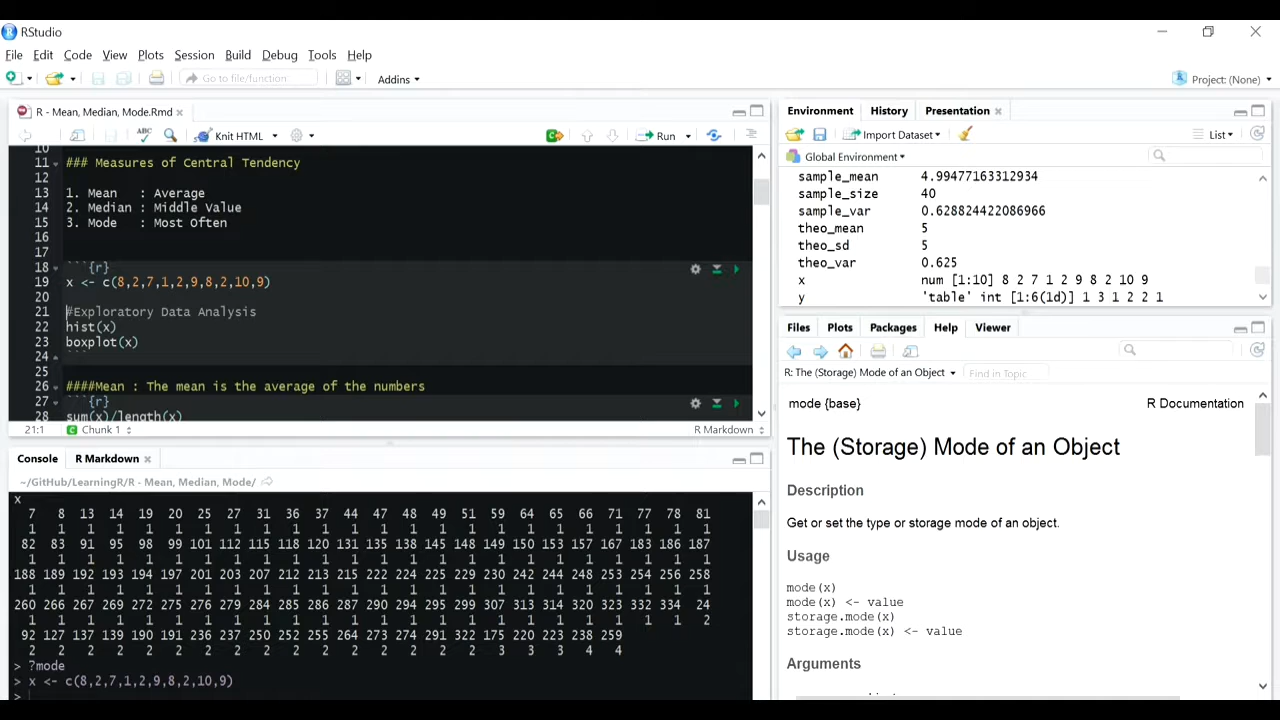 RStudio
File Edit Code View Plots Session Build Debug Tools Help
Go to file/function Addins Project: (None)
R - Mean, Median, Mode.Rmd
ABC Knit HTML Run
10
11 ### Measures of Central Tendency
12
13 1. Mean : Average
14 2. Median : Middle Value
15 3. Mode : Most Often
16
17
18 ```{r}
19 x <- c(8,2,7,1,2,9,8,2,10,9)
20
21 #Exploratory Data Analysis
22 hist(x)
23 boxplot(x)
24 ```
25
26 ####Mean : The mean is the average of the numbers
27 ```{r}
28 sum(x)/length(x)
21:1 C Chunk 1 R Markdown
Console R Markdown
~/GitHub/LearningR/R - Mean, Median, Mode/
x
7 8 13 14 19 20 25 27 31 36 37 44 47 48 49 51 59 64 65 66 71 77 78 81
1 1 1 1 1 1 1 1 1 1 1 1 1 1 1 1 1 1 1 1 1 1 1 1
82 83 91 95 98 99 101 112 115 118 120 131 135 138 145 148 149 150 153 157 167 183 186 187
1 1 1 1 1 1 1 1 1 1 1 1 1 1 1 1 1 1 1 1 1 1 1 1
188 189 192 193 194 197 201 203 207 212 213 215 222 224 225 229 230 242 244 248 253 254 256 258
1 1 1 1 1 1 1 1 1 1 1 1 1 1 1 1 1 1 1 1 1 1 1 1
260 266 267 269 272 275 276 279 284 285 286 287 290 294 295 299 307 313 314 320 323 332 334 24
1 1 1 1 1 1 1 1 1 1 1 1 1 1 1 1 1 1 1 1 1 1 1 2
92 127 137 139 190 191 236 237 250 252 255 264 273 274 291 322 175 220 223 238 259
2 2 2 2 2 2 2 2 2 2 2 2 2 2 2 2 3 3 3 4 4
> ?mode
> x <- c(8,2,7,1,2,9,8,2,10,9)
>
Environment History Presentation
Import Dataset List
Global Environment
sample_mean 4.99477163312934
sample_size 40
sample_var 0.628824422086966
theo_mean 5
theo_sd 5
theo_var 0.625
x num [1:10] 8 2 7 1 2 9 8 2 10 9
y 'table' int [1:6(1d)] 1 3 1 2 2 1
Files Plots Packages Help Viewer
R: The (Storage) Mode of an Object Find in Topic
mode {base} R Documentation
The (Storage) Mode of an Object
Description
Get or set the type or storage mode of an object.
Usage
mode(x)
mode(x) <- value
storage.mode(x)
storage.mode(x) <- value
Arguments